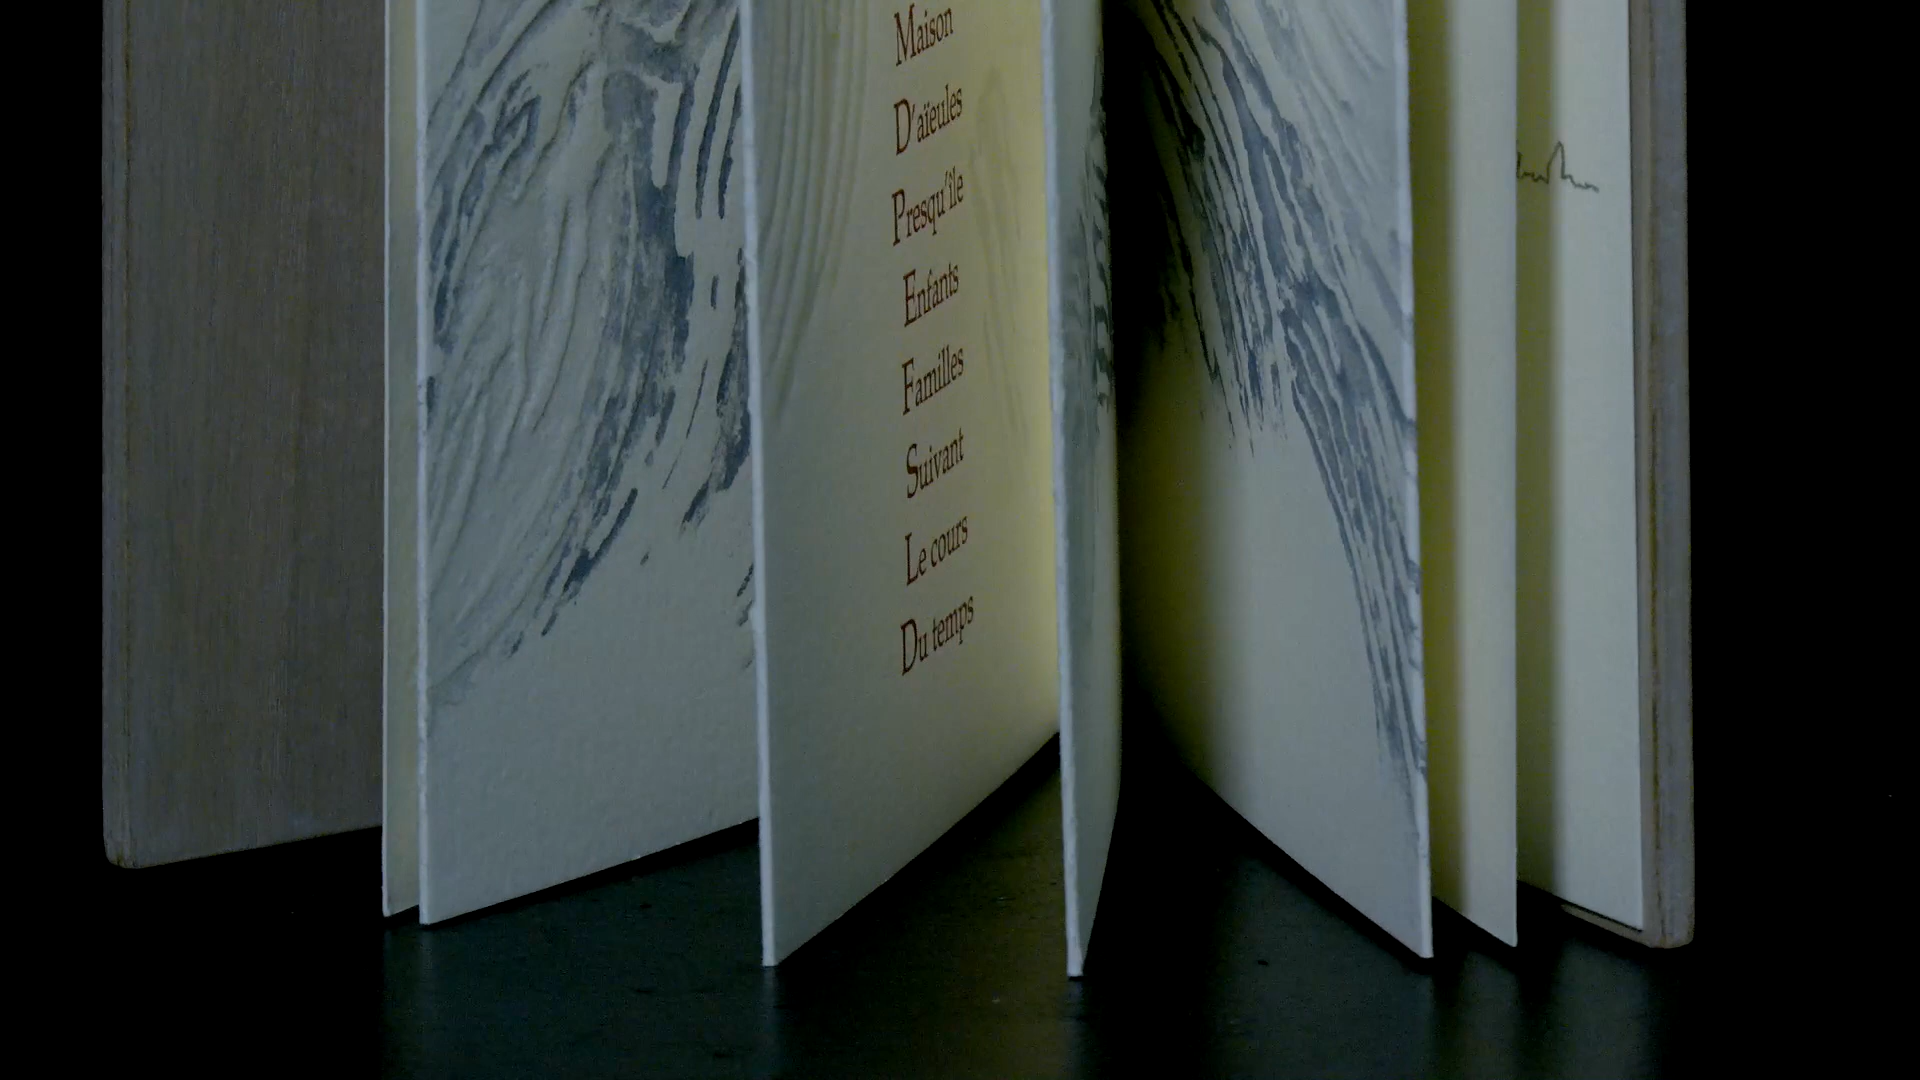 Maison
D'aïeules
Presqu'île
Enfants
Familles
Suivant
Le cours
Du temps